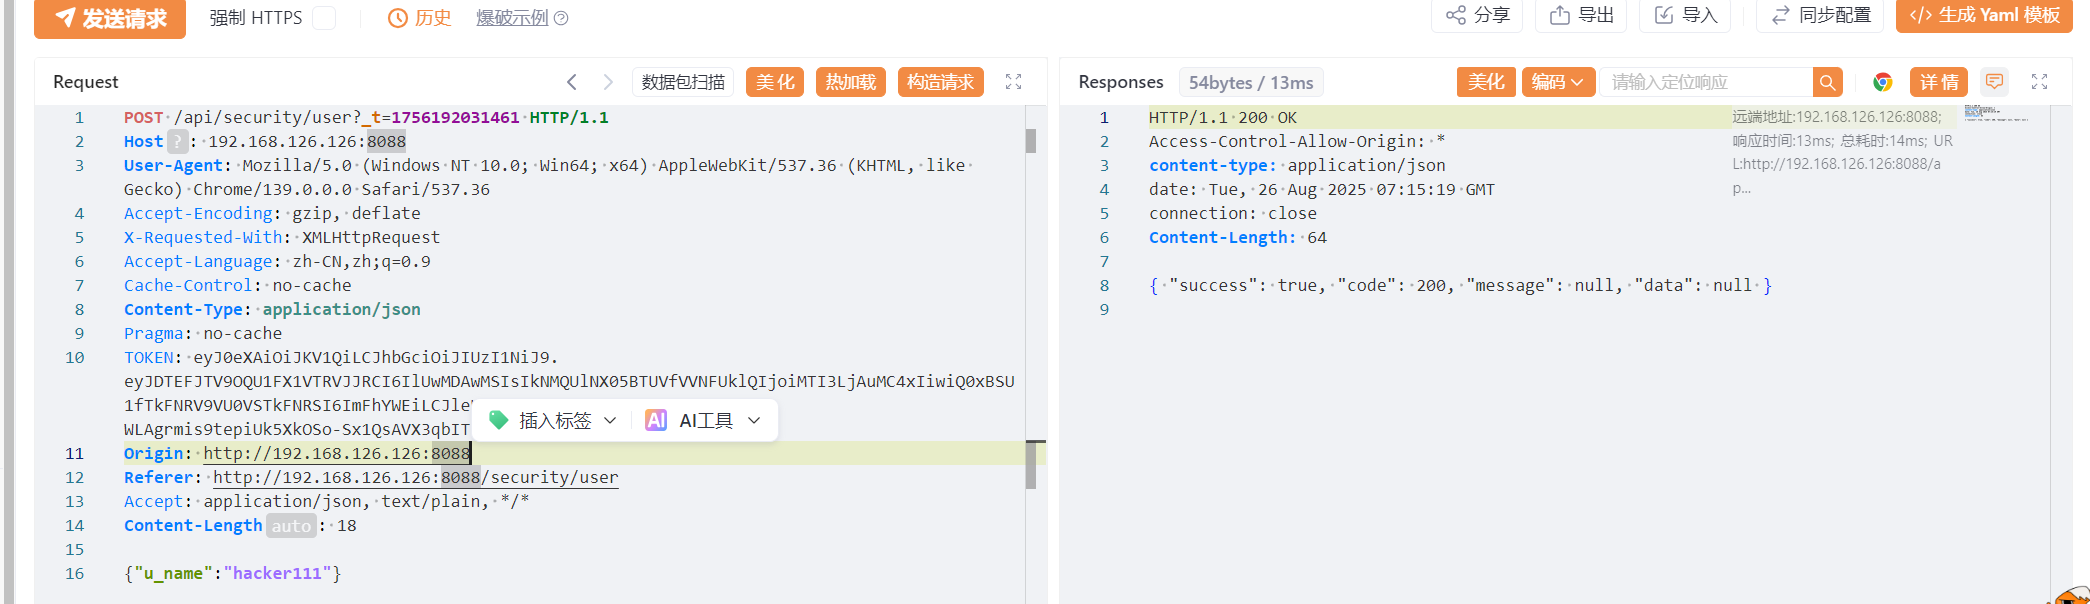 发送请求 强制 HTTPS 历史 爆破示例 分享 导出 导入 同步配置 </> 生成 Yaml 模板
Request 数据包扫描 美化 热加载 构造请求
1 POST /api/security/user?_t=1756192031461 HTTP/1.1
2 Host ? : 192.168.126.126:8088
3 User-Agent: Mozilla/5.0 (Windows NT 10.0; Win64; x64) AppleWebKit/537.36 (KHTML, like
Gecko) Chrome/139.0.0.0 Safari/537.36
4 Accept-Encoding: gzip, deflate
5 X-Requested-With: XMLHttpRequest
6 Accept-Language: zh-CN,zh;q=0.9
7 Cache-Control: no-cache
8 Content-Type: application/json
9 Pragma: no-cache
10 TOKEN: eyJ0eXAiOiJKV1QiLCJhbGciOiJIUzI1NiJ9.
eyJDTEFJTV9OQU1FX1VTRVJJRCI6IlUwMDAwMSIsIkNMQUlNX05BTUVfVVNFUklQIjoiMTI3LjAuMC4xIiwiQ0xBSU
1fTkFNRV9VU0VSTkFNRSI6ImFhYWEiLCJle
WLAgrmis9tepiUk5XkOSo-Sx1QsAVX3qbIT
插入标签 AI AI工具
11 Origin: http://192.168.126.126:8088
12 Referer: http://192.168.126.126:8088/security/user
13 Accept: application/json, text/plain, */*
14 Content-Length auto : 18
15
16 {"u_name":"hacker111"}
Responses 54bytes / 13ms 美化 编码 请输入定位响应 详情
1 HTTP/1.1 200 OK
2 Access-Control-Allow-Origin: *
3 content-type: application/json
4 date: Tue, 26 Aug 2025 07:15:19 GMT
5 connection: close
6 Content-Length: 64
7
8 { "success": true, "code": 200, "message": null, "data": null }
9
远端地址:192.168.126.126:8088;
响应时间:13ms; 总耗时:14ms; UR
L:http://192.168.126.126:8088/a
p...